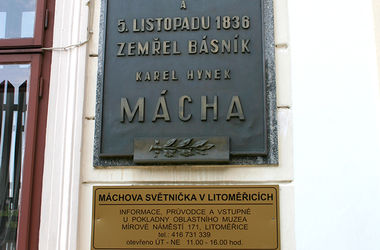 A
5. LISTOPADU 1836
ZEMŘEL BÁSNÍK
KAREL HYNEK
MÁCHA
MÁCHOVA SVĚTNIČKA V LITOMĚŘICÍCH
INFORMACE, PRŮVODCE A VSTUPNÉ
U POKLADNY OBLASTNÍHO MUZEA
MÍROVÉ NÁMĚSTÍ 171, LITOMĚŘICE
tel.: 416 731 339
otevřeno ÚT - NE 11.00 - 16.00 hod.